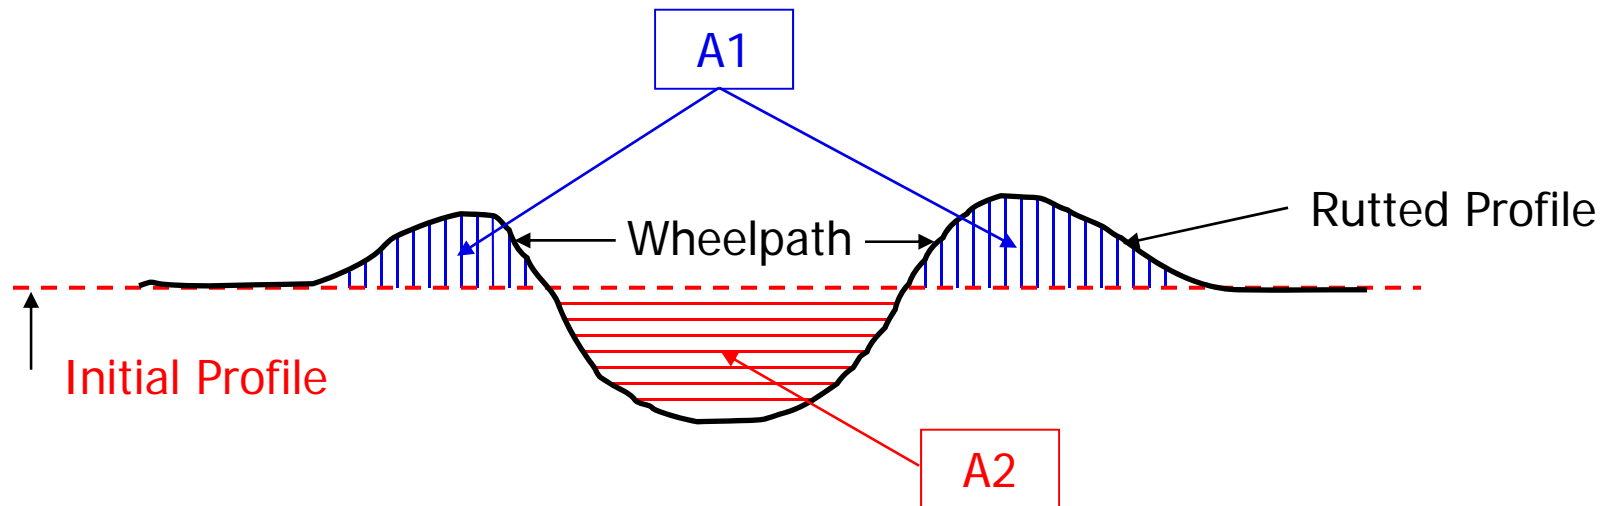 A1
Rutted Profile
Wheelpath
Initial Profile
A2